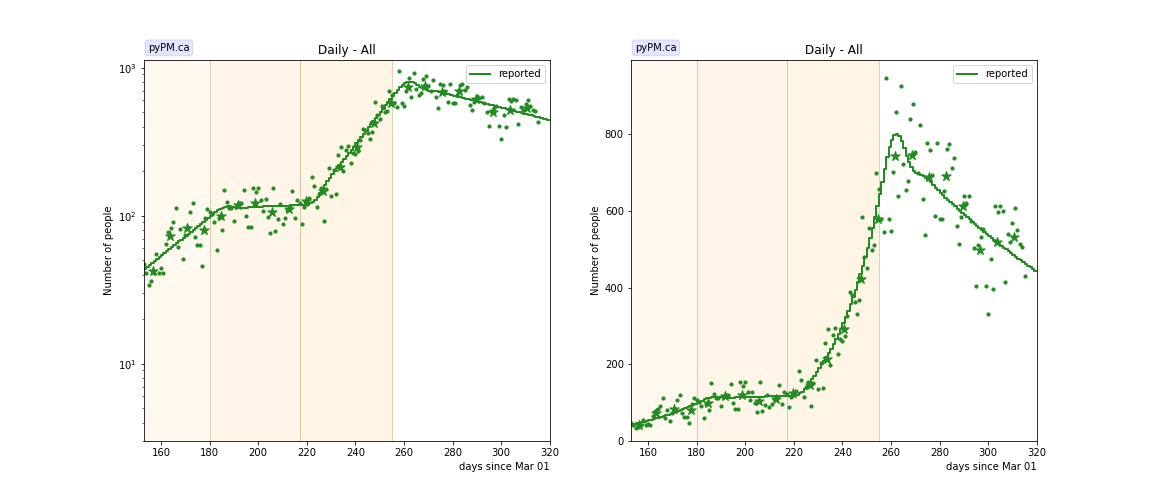 pyPM.ca
Daily - All
reported
Number of people
10³
10²
10¹
160 180 200 220 240 260 280 300 320
days since Mar 01
pyPM.ca
Daily - All
reported
Number of people
800
600
400
200
0
160 180 200 220 240 260 280 300 320
days since Mar 01